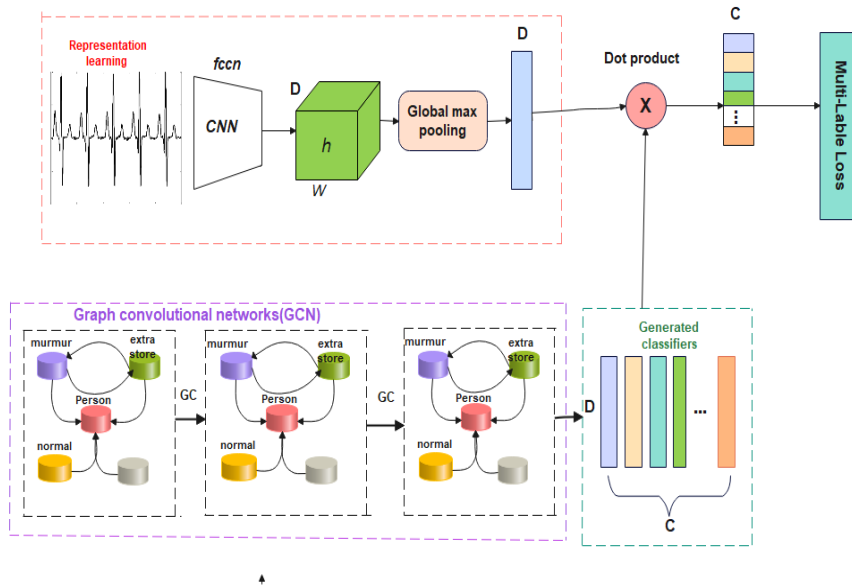 Representation
learning
fccn
CNN
D
h
W
Global max
pooling
D
Dot product
X
C
⋮
Multi-Lable Loss
Graph convolutional networks(GCN)
murmur
extra
store
Person
normal
GC
murmur
extra
store
Person
normal
GC
murmur
extra
store
Person
normal
Generated
classifiers
D
...
C